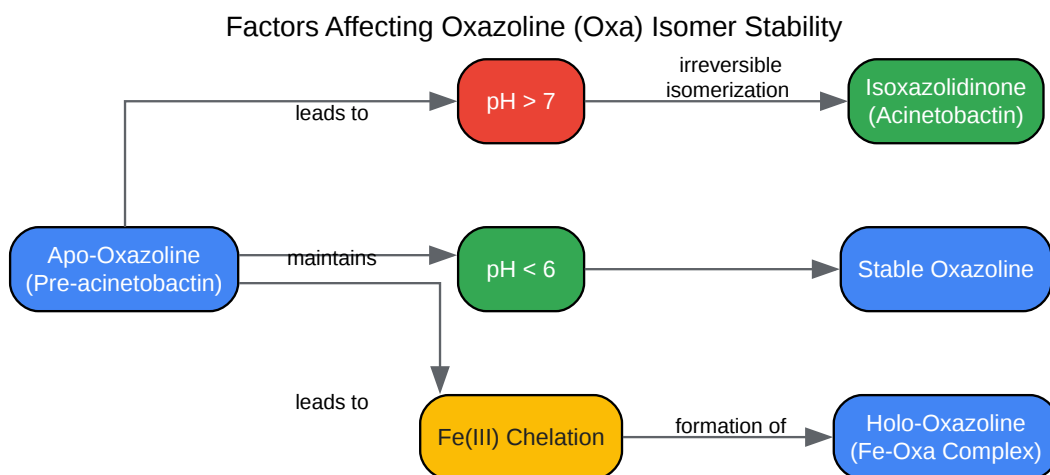 Factors Affecting Oxazoline (Oxa) Isomer Stability
leads to
pH > 7
irreversible
isomerization
Isoxazolidinone
(Acinetobactin)
Apo-Oxazoline
(Pre-acinetobactin)
maintains
pH < 6
Stable Oxazoline
leads to
Fe(III) Chelation
formation of
Holo-Oxazoline
(Fe-Oxa Complex)